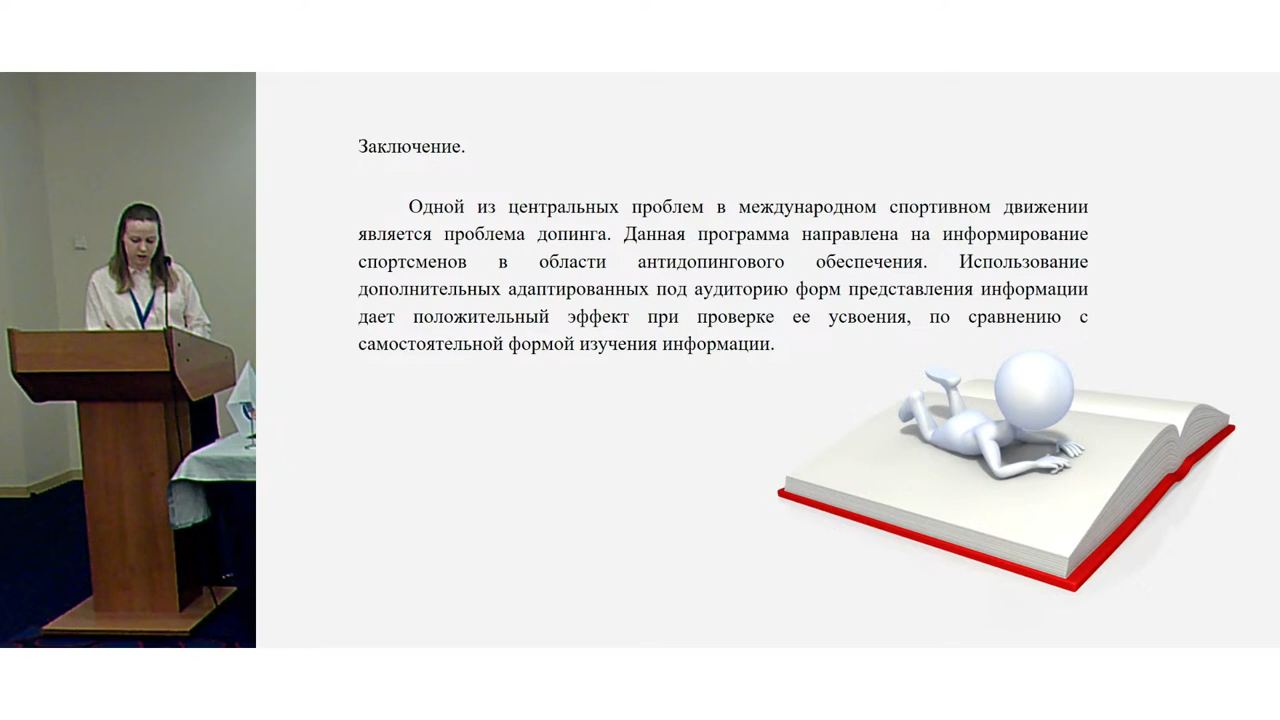 Заключение.
Одной из центральных проблем в международном спортивном движении
является проблема допинга. Данная программа направлена на информирование
спортсменов в области антидопингового обеспечения. Использование
дополнительных адаптированных под аудиторию форм представления информации
дает положительный эффект при проверке ее усвоения, по сравнению с
самостоятельной формой изучения информации.